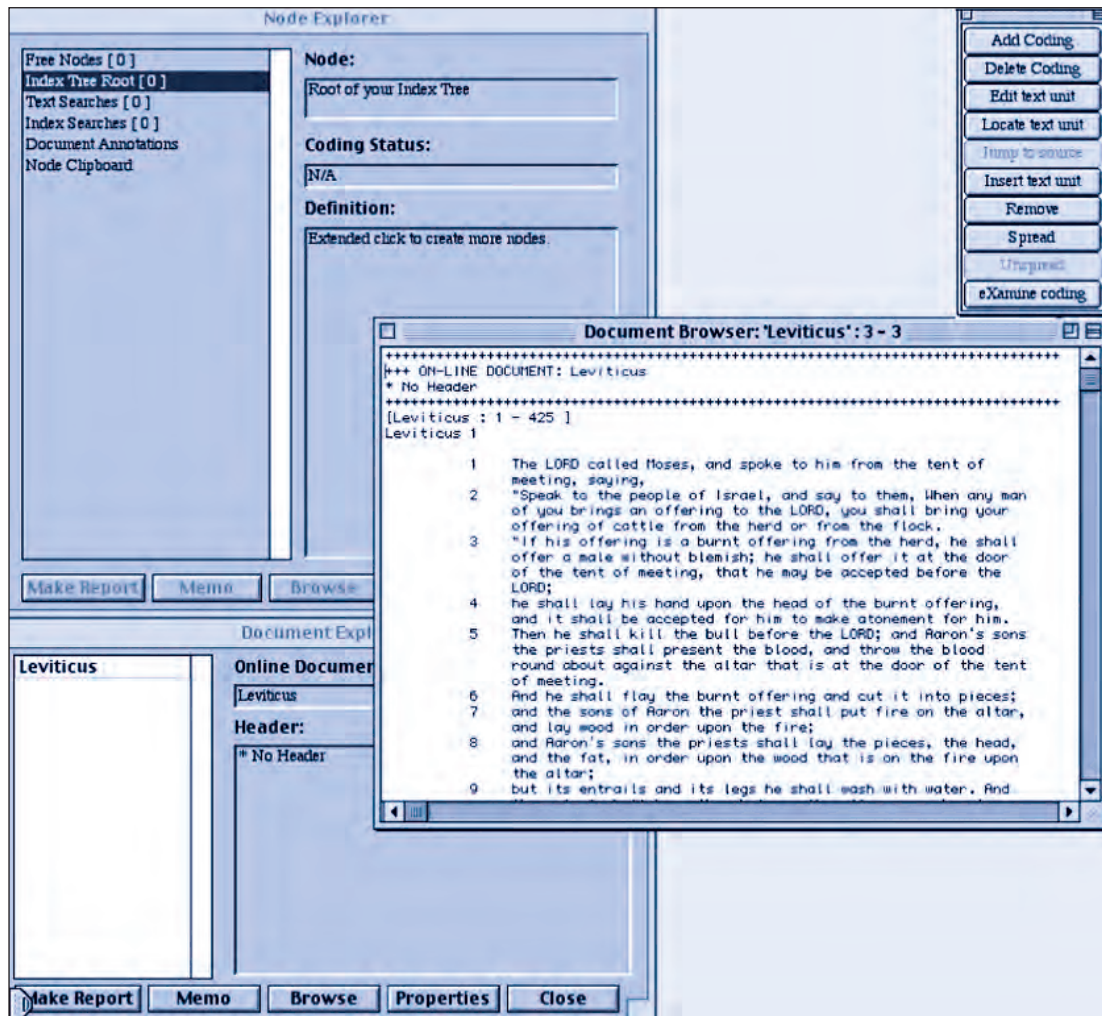 Node Explorer
Free Nodes [ 0 ]
Index Tree Root [ 0 ]
Text Searches [ 0 ]
Index Searches [ 0 ]
Document Annotations
Node Clipboard
Node:
Root of your Index Tree
Coding Status:
N/A
Definition:
Extended click to create more nodes.
Make Report
Memo
Browse
Add Coding
Delete Coding
Edit text unit
Locate text unit
Jump to source
Insert text unit
Remove
Spread
Unspread
eXamine coding
Document Browser: 'Leviticus' : 3 - 3
++++++++++++++++++++++++++++++++++++++++++++++++++++++++++++++++++++++
+++ ON-LINE DOCUMENT: Leviticus
* No Header
++++++++++++++++++++++++++++++++++++++++++++++++++++++++++++++++++++++
[Leviticus : 1 - 425 ]
Leviticus 1
1 The LORD called Moses, and spoke to him from the tent of
meeting, saying,
2 "Speak to the people of Israel, and say to them, When any man
of you brings an offering to the LORD, you shall bring your
offering of cattle from the herd or from the flock.
3 "If his offering is a burnt offering from the herd, he shall
offer a male without blemish; he shall offer it at the door
of the tent of meeting, that he may be accepted before the
LORD;
4 he shall lay his hand upon the head of the burnt offering,
and it shall be accepted for him to make atonement for him.
5 Then he shall kill the bull before the LORD; and Aaron's sons
the priests shall present the blood, and throw the blood
round about against the altar that is at the door of the tent
of meeting.
6 And he shall flay the burnt offering and cut it into pieces;
7 and the sons of Aaron the priest shall put fire on the altar,
and lay wood in order upon the fire;
8 and Aaron's sons the priests shall lay the pieces, the head,
and the fat, in order upon the wood that is on the fire upon
the altar;
9 but its entrails and its legs he shall wash with water. And
Document Expl
Leviticus
Online Documen
Leviticus
Header:
* No Header
Make Report
Memo
Browse
Properties
Close